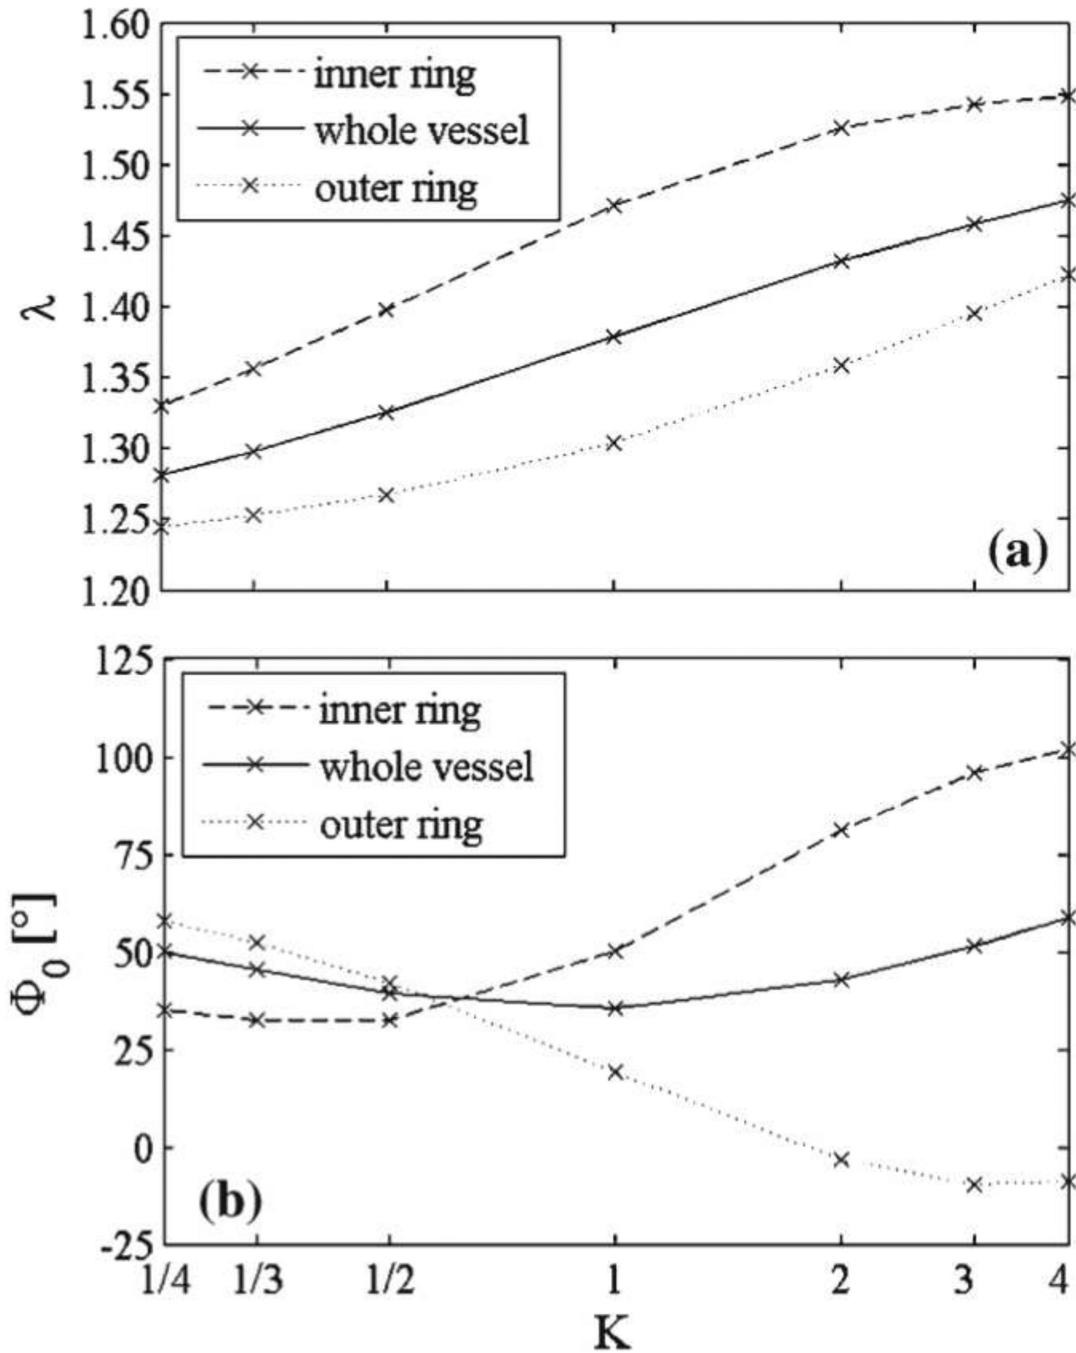 1.60
1.55
1.50
1.45
1.40
1.35
1.30
1.25
1.20
λ
inner ring
whole vessel
outer ring
(a)
125
100
75
50
25
0
-25
Φ0 [°]
inner ring
whole vessel
outer ring
(b)
1/4 1/3 1/2 1 2 3 4
K